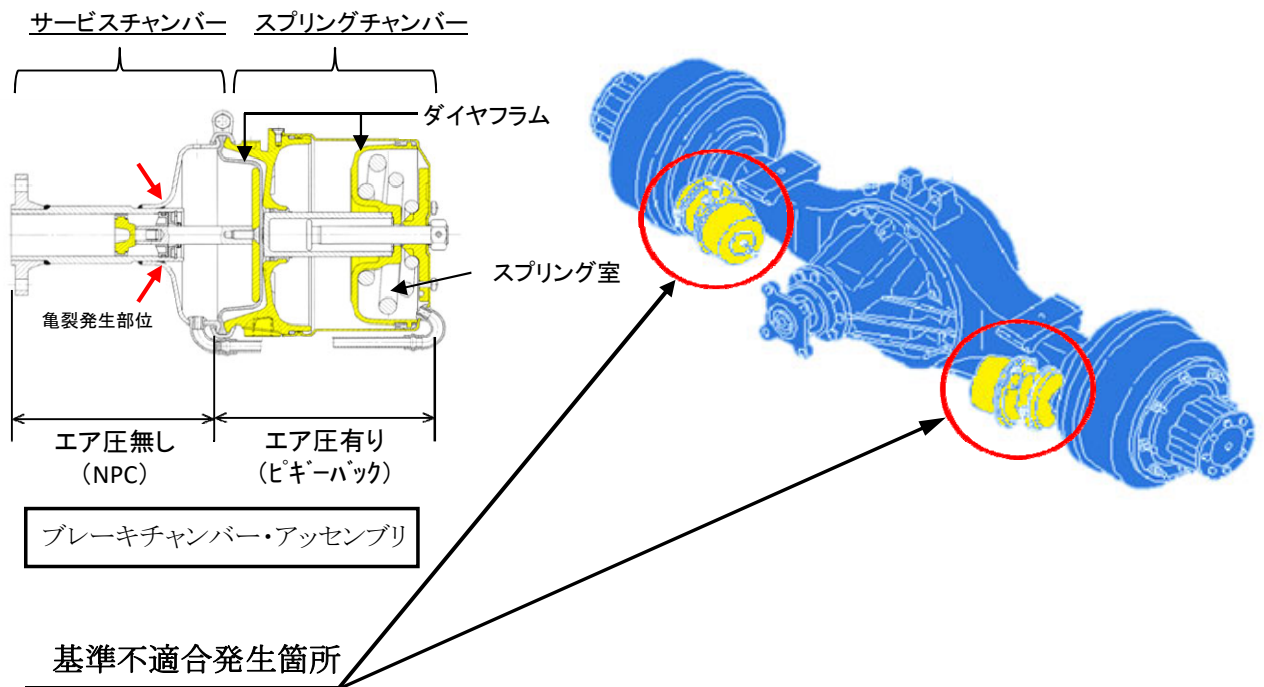 サービスチャンバー
スプリングチャンバー
ダイヤフラム
スプリング室
亀裂発生部位
エア圧無し
(NPC)
エア圧有り
(ピギーバック)
ブレーキチャンバー・アッセンブリ
基準不適合発生箇所